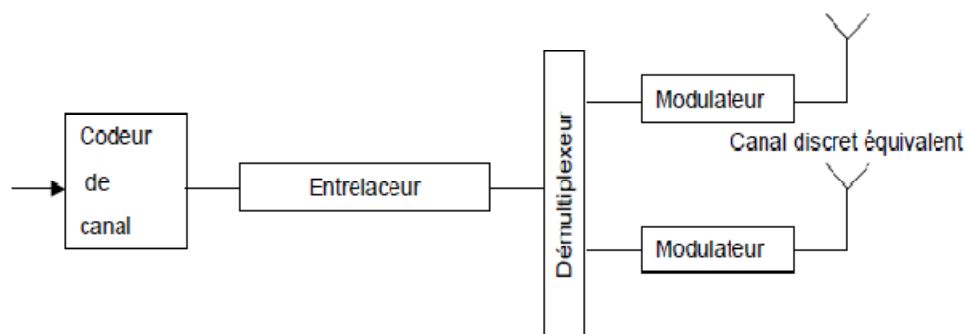 Codeur
de
canal
Entrelaceur
Démultiplexeur
Modulateur
Canal discret équivalent
Modulateur